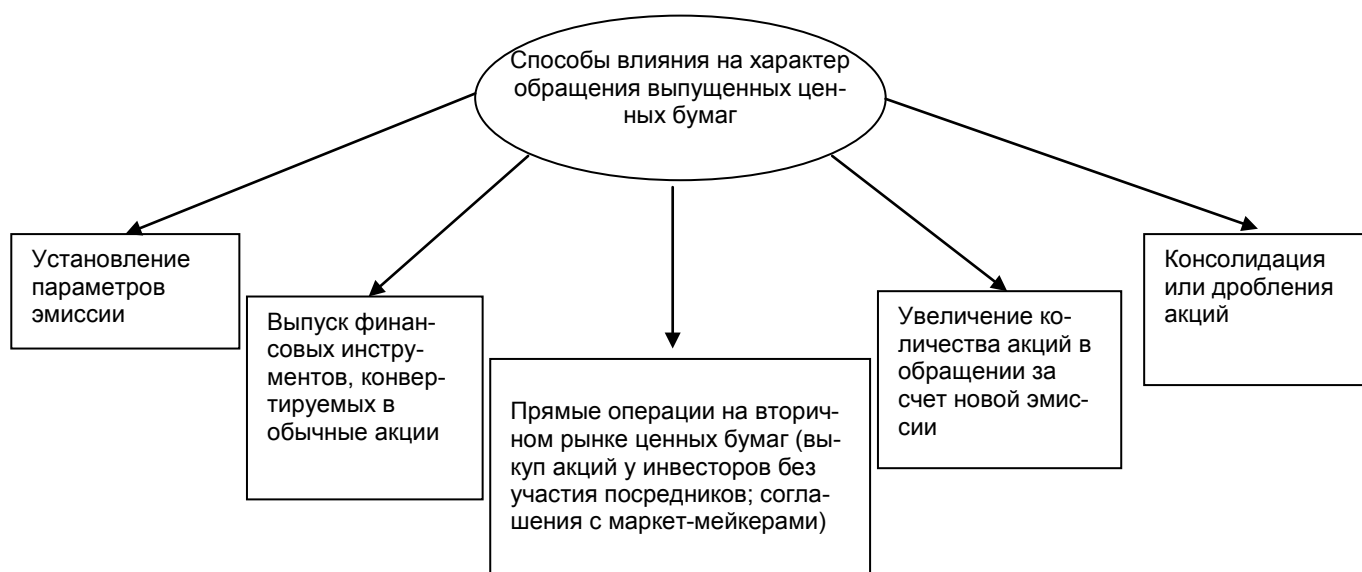 Способы влияния на характер
обращения выпущенных цен-
ных бумаг
Установление
параметров
эмиссии
Выпуск финан-
совых инстру-
ментов, конвер-
тируемых в
обычные акции
Прямые операции на вторич-
ном рынке ценных бумаг (вы-
куп акций у инвесторов без
участия посредников; согла-
шения с маркет-мейкерами)
Увеличение ко-
личества акций в
обращении за
счет новой эмис-
сии
Консолидация
или дробления
акций